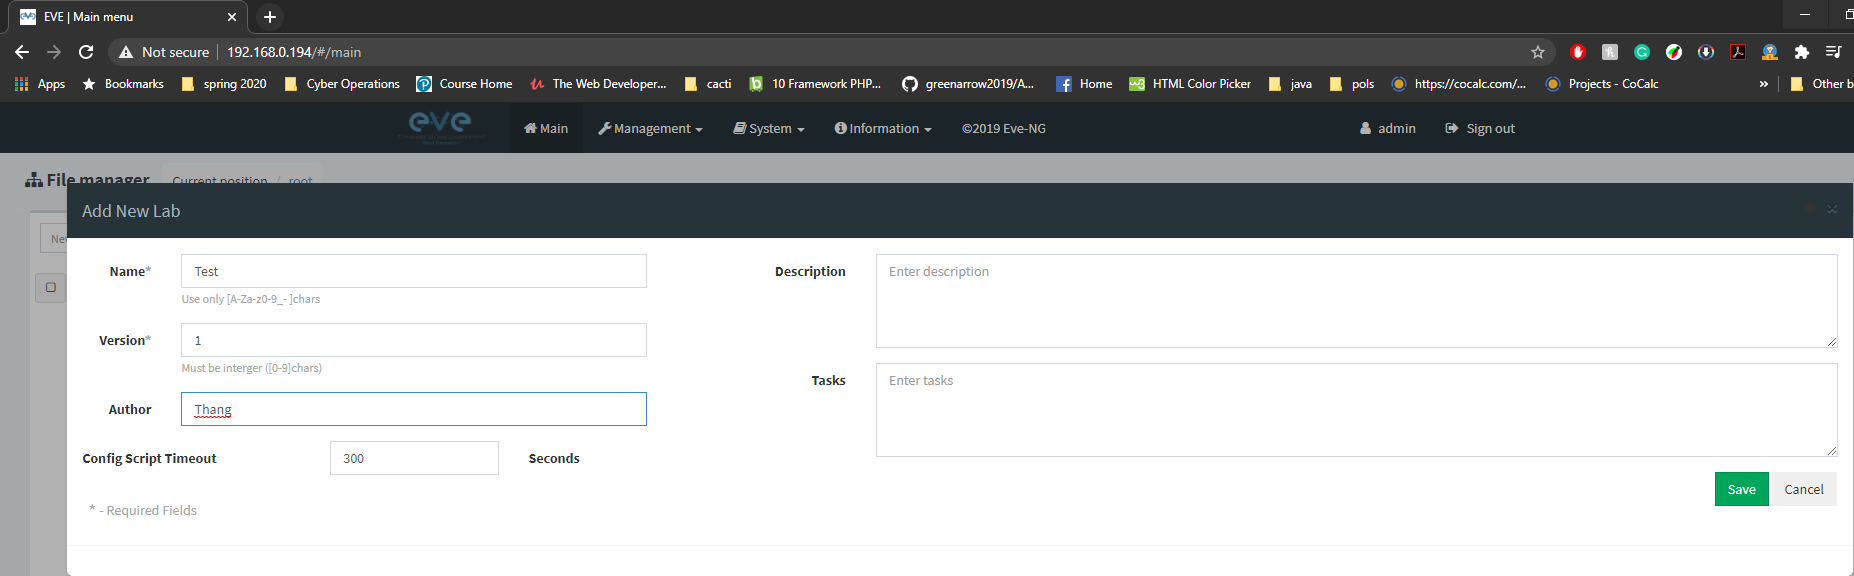 EVE | Main menu
Not secure 192.168.0.194/#/main
Apps Bookmarks spring 2020 Cyber Operations Course Home The Web Developer... cacti 10 Framework PHP... greenarrow2019/A... Home HTML Color Picker java pols https://cocalc.com/... Projects - CoCalc » Other b
eve Main Management System Information ©2019 Eve-NG admin Sign out
File manager Current position / root
Add New Lab
Ne
Name* Test
Use only [A-Za-z0-9_- ]chars
Version* 1
Must be interger ([0-9]chars)
Author Thang
Config Script Timeout 300 Seconds
* - Required Fields
Description Enter description
Tasks Enter tasks
Save Cancel